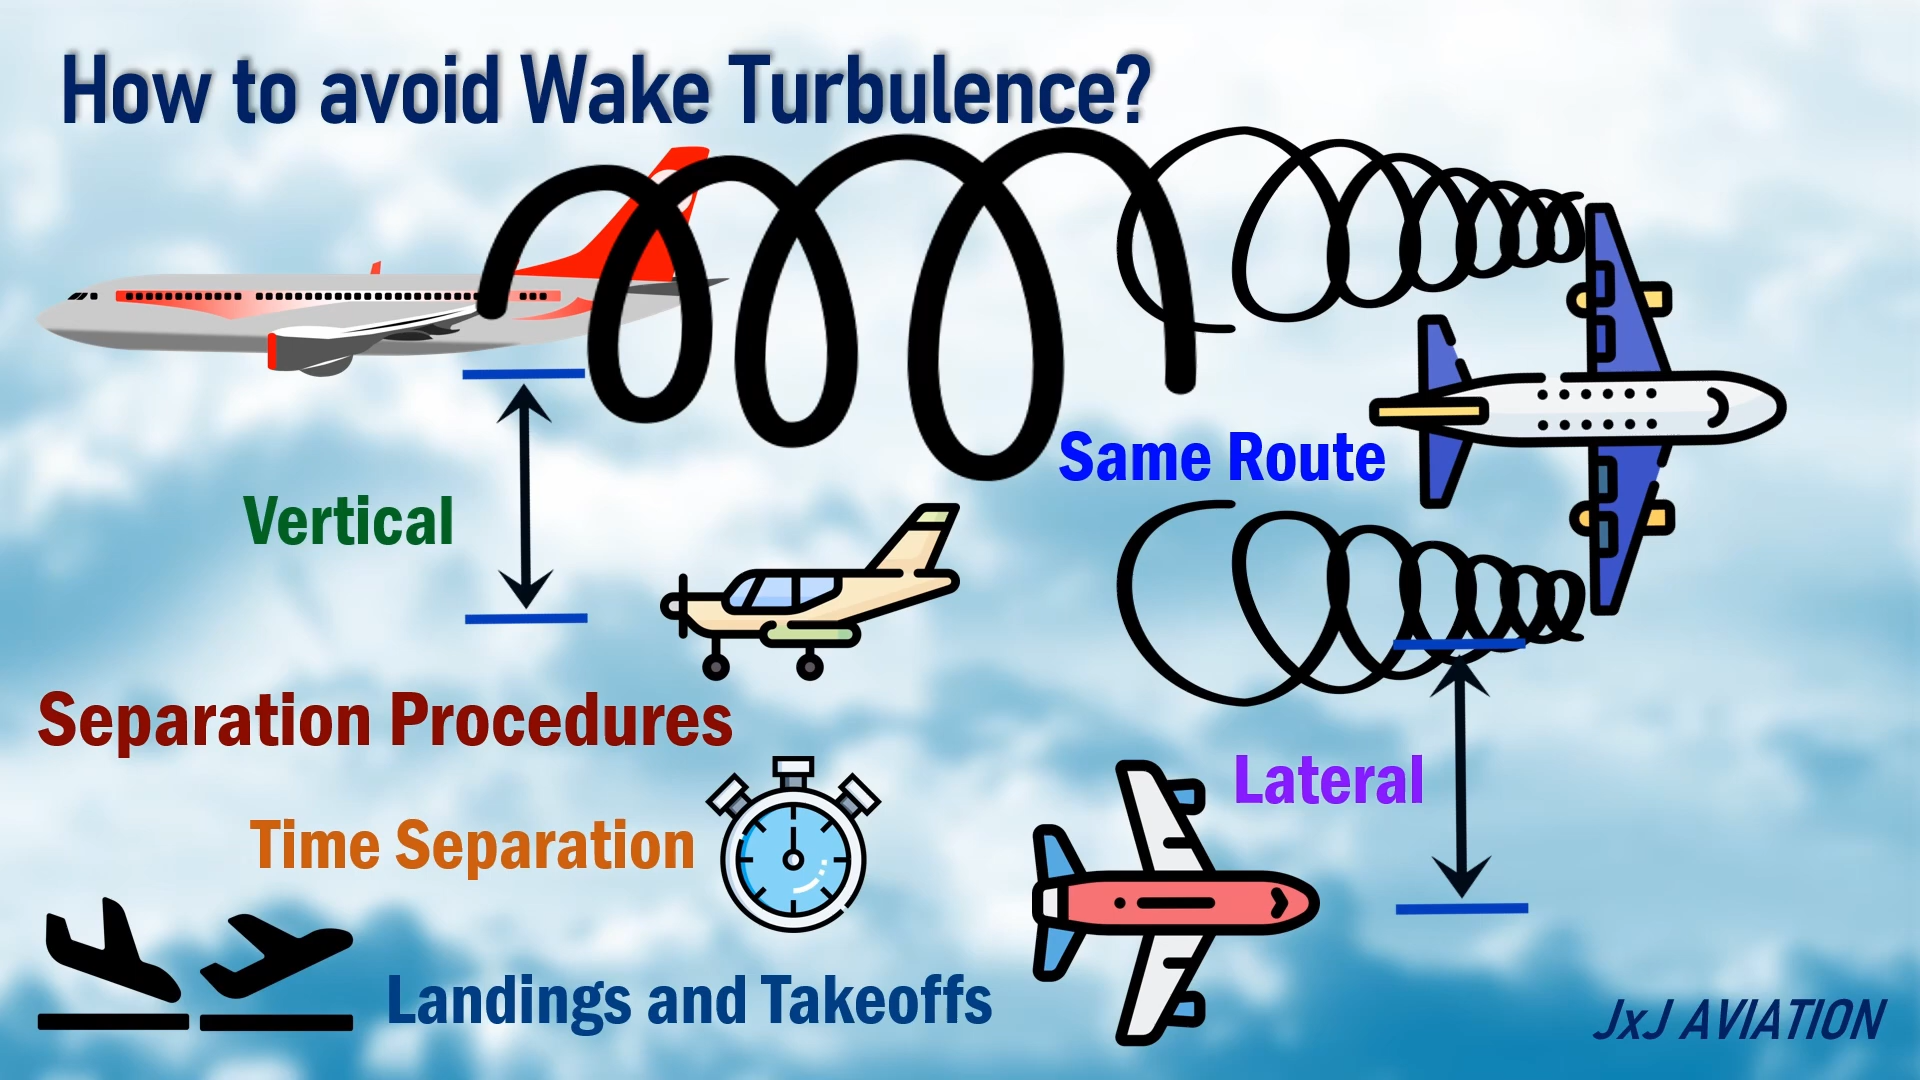 How to avoid Wake Turbulence?
Same Route
Vertical
Separation Procedures
Lateral
Time Separation
Landings and Takeoffs
JxJ AVIATION